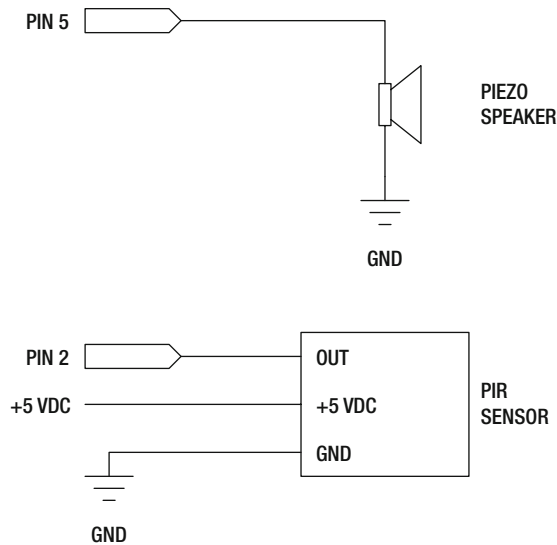 PIN 5
PIEZO
SPEAKER
GND
PIN 2
OUT
+5 VDC
+5 VDC
GND
PIR
SENSOR
GND